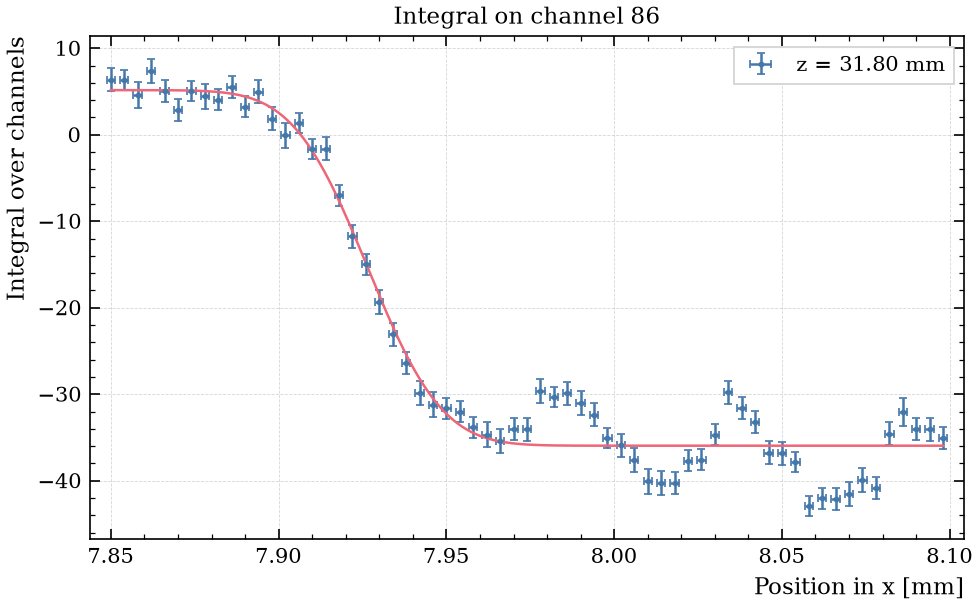 Integral on channel 86
Integral over channels
z = 31.80 mm
10
0
−10
−20
−30
−40
7.85 7.90 7.95 8.00 8.05 8.10
Position in x [mm]